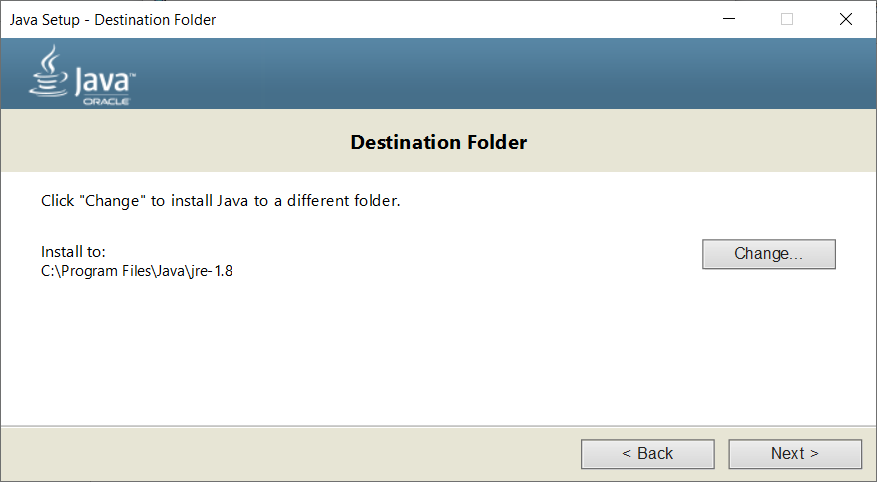 Java Setup - Destination Folder
Java™
ORACLE
Destination Folder
Click "Change" to install Java to a different folder.
Install to:
C:\Program Files\Java\jre-1.8
Change...
< Back
Next >